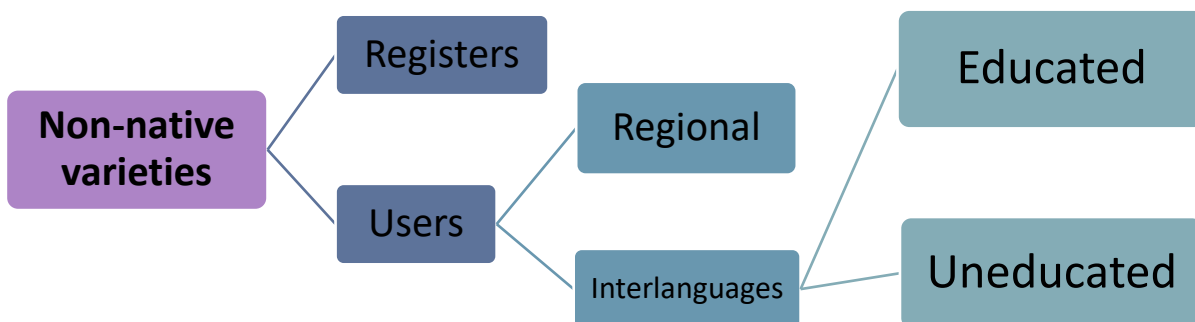 Non-native
varieties
Registers
Users
Regional
Interlanguages
Educated
Uneducated